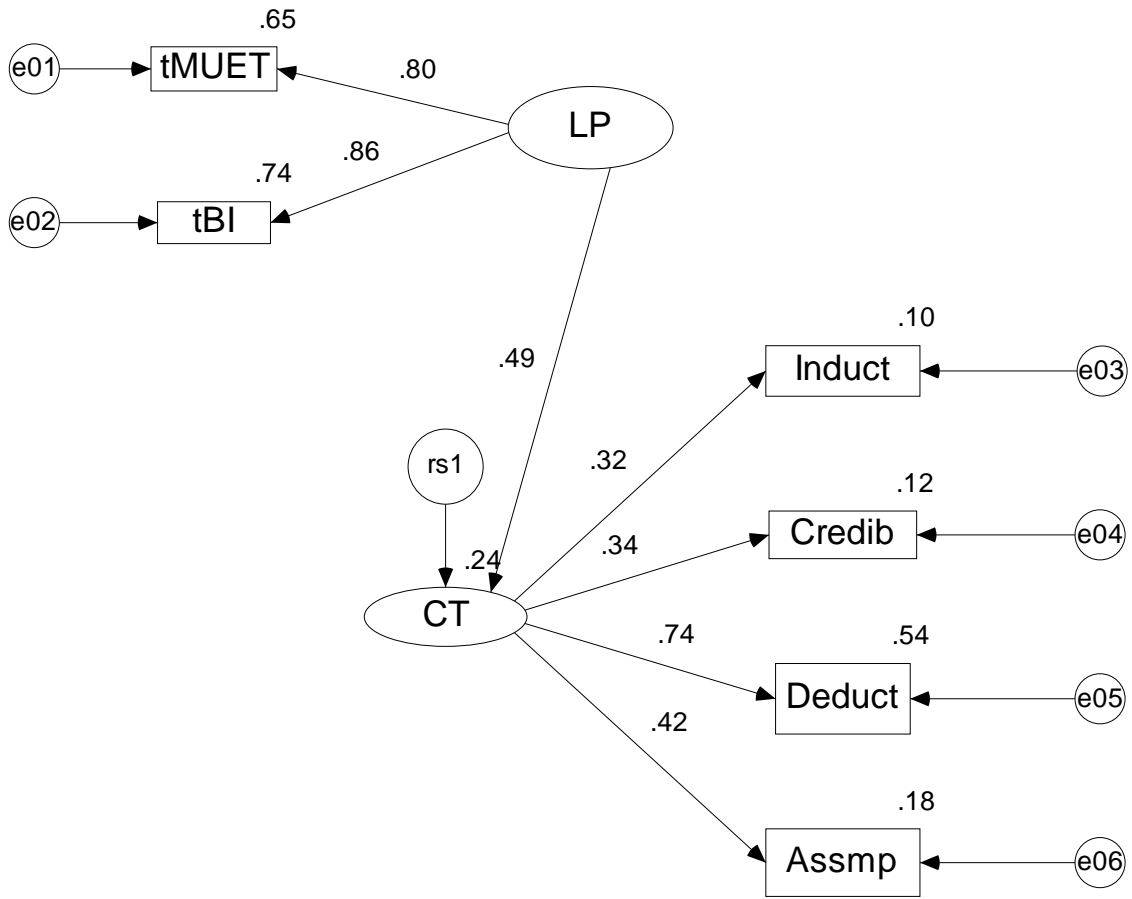 .65
e01
tMUET
.80
LP
.86
.74
e02
tBI
.10
.49
Induct
e03
.32
rs1
.12
Credib
e04
.34
.24
CT
.74
.54
Deduct
e05
.42
.18
Assmp
e06